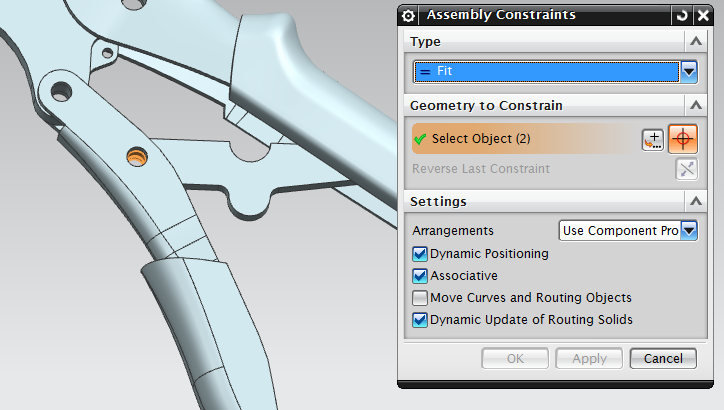 Assembly Constraints
Type
= Fit
Geometry to Constrain
Select Object (2)
Reverse Last Constraint
Settings
Arrangements Use Component Pro
Dynamic Positioning
Associative
Move Curves and Routing Objects
Dynamic Update of Routing Solids
OK Apply Cancel